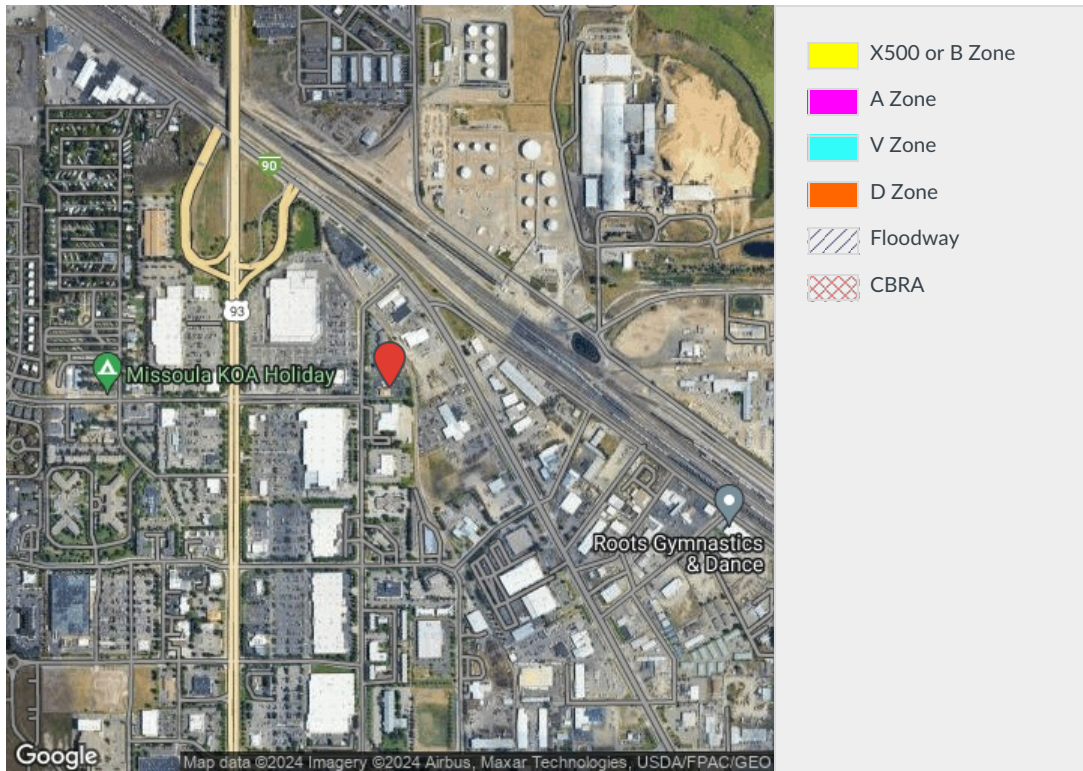 90
93
Missoula KOA Holiday
Roots Gymnastics
& Dance
Google
Map data ©2024 Imagery ©2024 Airbus, Maxar Technologies, USDA/FPAC/GEO
X500 or B Zone
A Zone
V Zone
D Zone
Floodway
CBRA